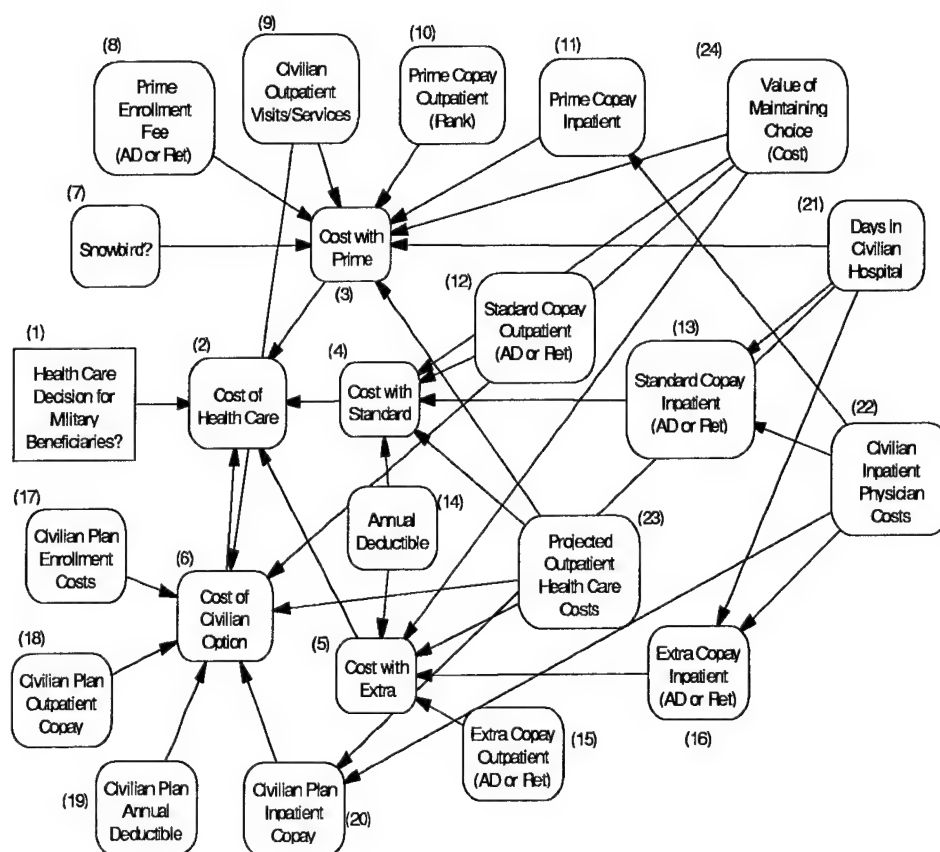 (8)
Prime
Enrollment
Fee
(AD or Ret)
(9)
Civilian
Outpatient
Visits/Services
(10)
Prime Copay
Outpatient
(Rank)
(11)
Prime Copay
Inpatient
(24)
Value of
Maintaining
Choice
(Cost)
(7)
Snowbird?
Cost with
Prime
(3)
(21)
Days in
Civilian
Hospital
(12)
Stadard Copay
Outpatient
(AD or Ret)
(1)
Health Care
Decision for
Military
Beneficiaries?
(2)
Cost of
Health Care
(4)
Cost with
Standard
(13)
Standard Copay
Inpatient
(AD or Ret)
(22)
Civilian
Inpatient
Physician
Costs
(17)
Civilian Plan
Enrollment
Costs
(6)
Cost of
Civilian
Option
(14)
Annual
Deductible
(23)
Projected
Outpatient
Health Care
Costs
(18)
Civilian Plan
Outpatient
Copay
(5)
Cost with
Extra
Extra Copay
Inpatient
(AD or Ret)
(16)
(19)
Civilian Plan
Annual
Deductible
Civilian Plan
Inpatient
Copay
(20)
Extra Copay
Outpatient
(AD or Ret)
(15)